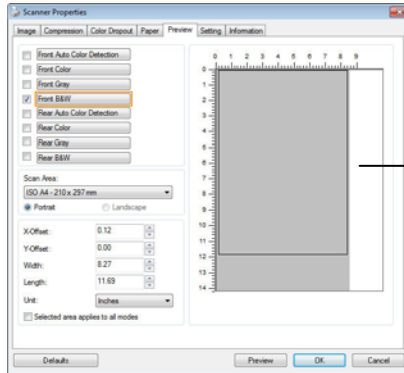 Scanner Properties
Image Compression Color Dropout Paper Preview Setting Information
Front Auto Color Detection
Front Color
Front Gray
Front B&W
Rear Auto Color Detection
Rear Color
Rear Gray
Rear B&W
Scan Area:
ISO A4 - 210 x 297 mm
Portrait Landscape
X-Offset: 0.12
Y-Offset: 0.00
Width: 8.27
Length: 11.69
Unit: Inches
Selected area applies to all modes
0 1 2 3 4 5 6 7 8 9
0
1
2
3
4
5
6
7
8
9
10
11
12
13
14
Defaults Preview OK Cancel